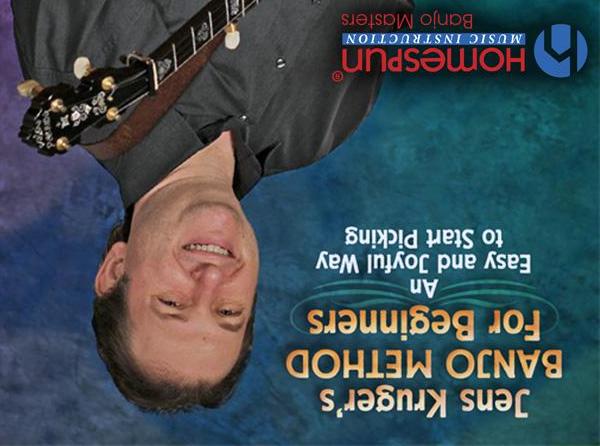 Jens Kruger's
BANJO METHOD
For Beginners
An
Easy and Joyful Way
to Start Picking
HOMESPUN®
MUSIC INSTRUCTION
Banjo Masters